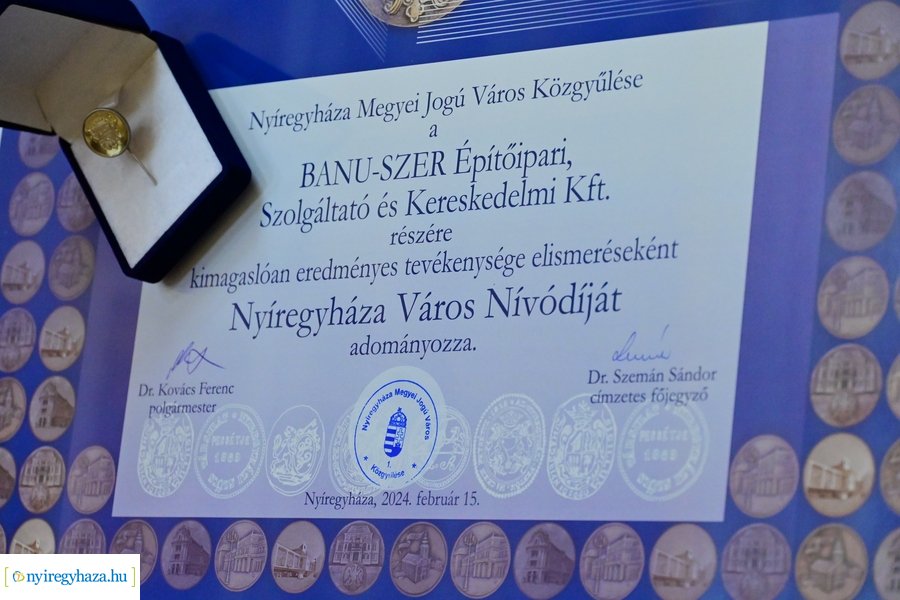 Nyíregyháza Megyei Jogú Város Közgyűlése
a
BANU-SZER Építőipari,
Szolgáltató és Kereskedelmi Kft.
részére
kimagaslóan eredményes tevékenysége elismeréseként
Nyíregyháza Város Nívódíját
adományozza.
Dr. Kovács Ferenc
polgármester
Dr. Szemán Sándor
címzetes főjegyző
Nyíregyháza Megyei Jogú Város
1.
* Közgyűlése *
Nyíregyháza, 2024. február 15.
nyiregyhaza.hu